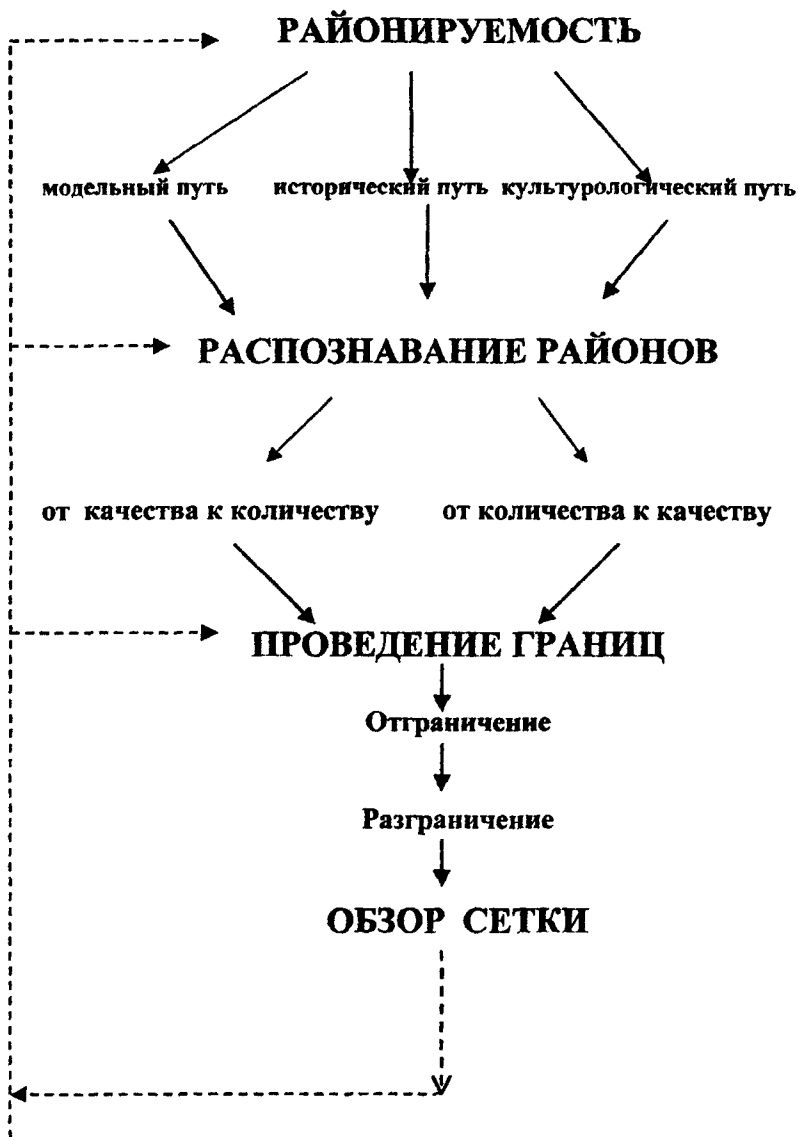 РАЙОНИРУЕМОСТЬ
модельный путь исторический путь культурологический путь
РАСПОЗНАВАНИЕ РАЙОНОВ
от качества к количеству от количества к качеству
ПРОВЕДЕНИЕ ГРАНИЦ
Отграничение
Разграничение
ОБЗОР СЕТКИ